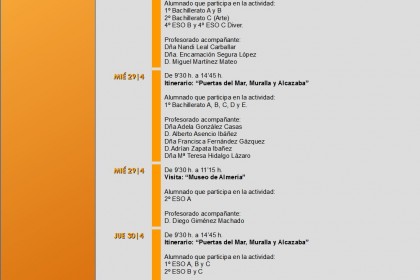 Alumnado que participa en la actividad:
1º Bachillerato A y B
2º Bachillerato C (Arte)
4º ESO B y 4º ESO C Diver.
Profesorado acompañante:
Dña Nandi Leal Carballar
Dña. Encarnación Segura López
D. Miguel Martínez Mateo
MIÉ 29|4
De 9'30 h. a 14'45 h.
Itinerario: “Puertas del Mar, Muralla y Alcazaba”
Alumnado que participa en la actividad:
1º Bachillerato A, B, C, D y E.
Profesorado acompañante:
Dña Adela González Casas
D. Alberto Asencio Ibáñez
Dña Francisca Fernández Gázquez
D.Adrián Zapata Ibáñez
Dña Mª Teresa Hidalgo Lázaro
MIÉ 29|4
De 9'30 h. a 11'15 h.
Visita: “Museo de Almería”
Alumnado que participa en la actividad:
2º ESO A
Profesorado acompañante:
D. Diego Giménez Machado
JUE 30|4
De 9'30 h. a 14'45 h.
Itinerario: “Puertas del Mar, Muralla y Alcazaba”
Alumnado que participa en la actividad:
1º ESO A, B y C
2º ESO B y C